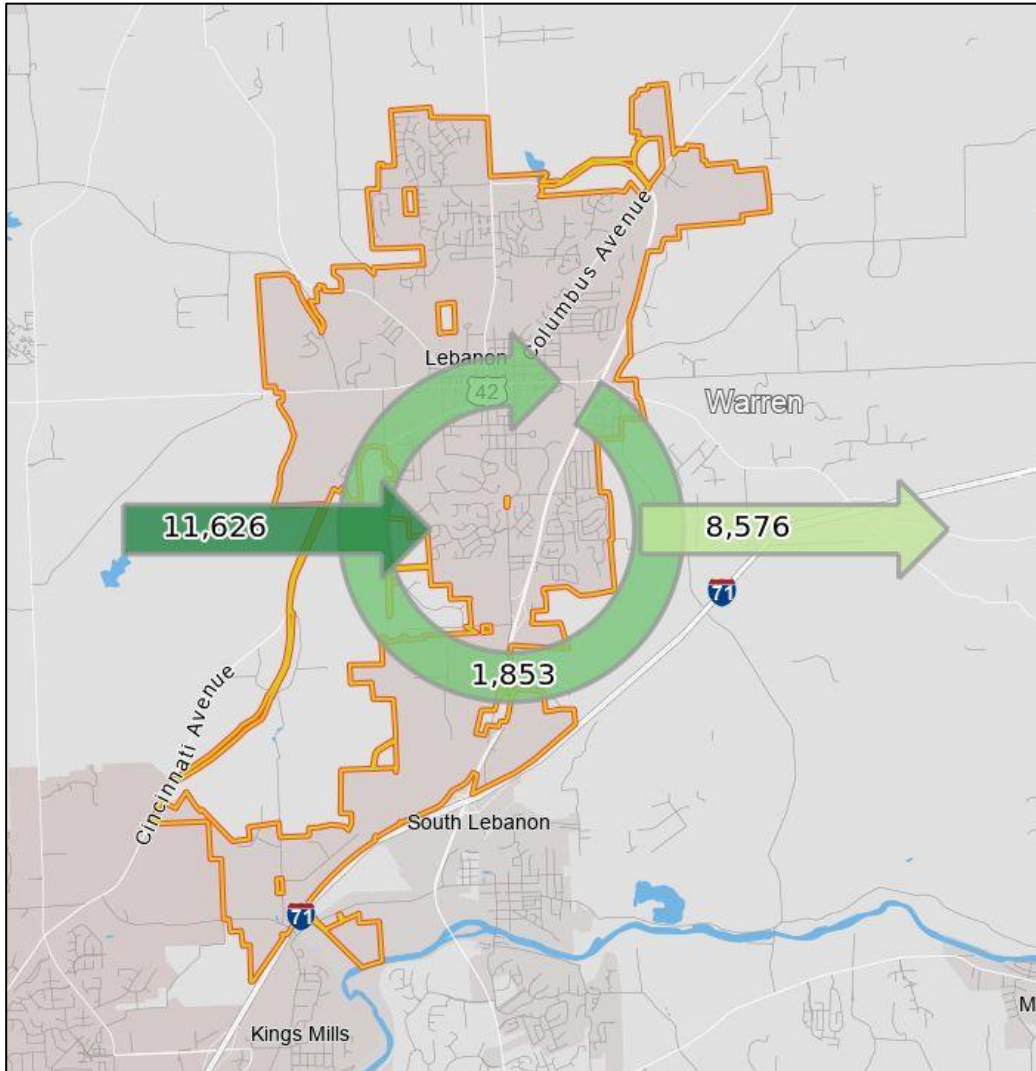 Columbus Avenue
Lebanon
42
Warren
11,626
8,576
71
1,853
Cincinnati Avenue
South Lebanon
71
M
Kings Mills